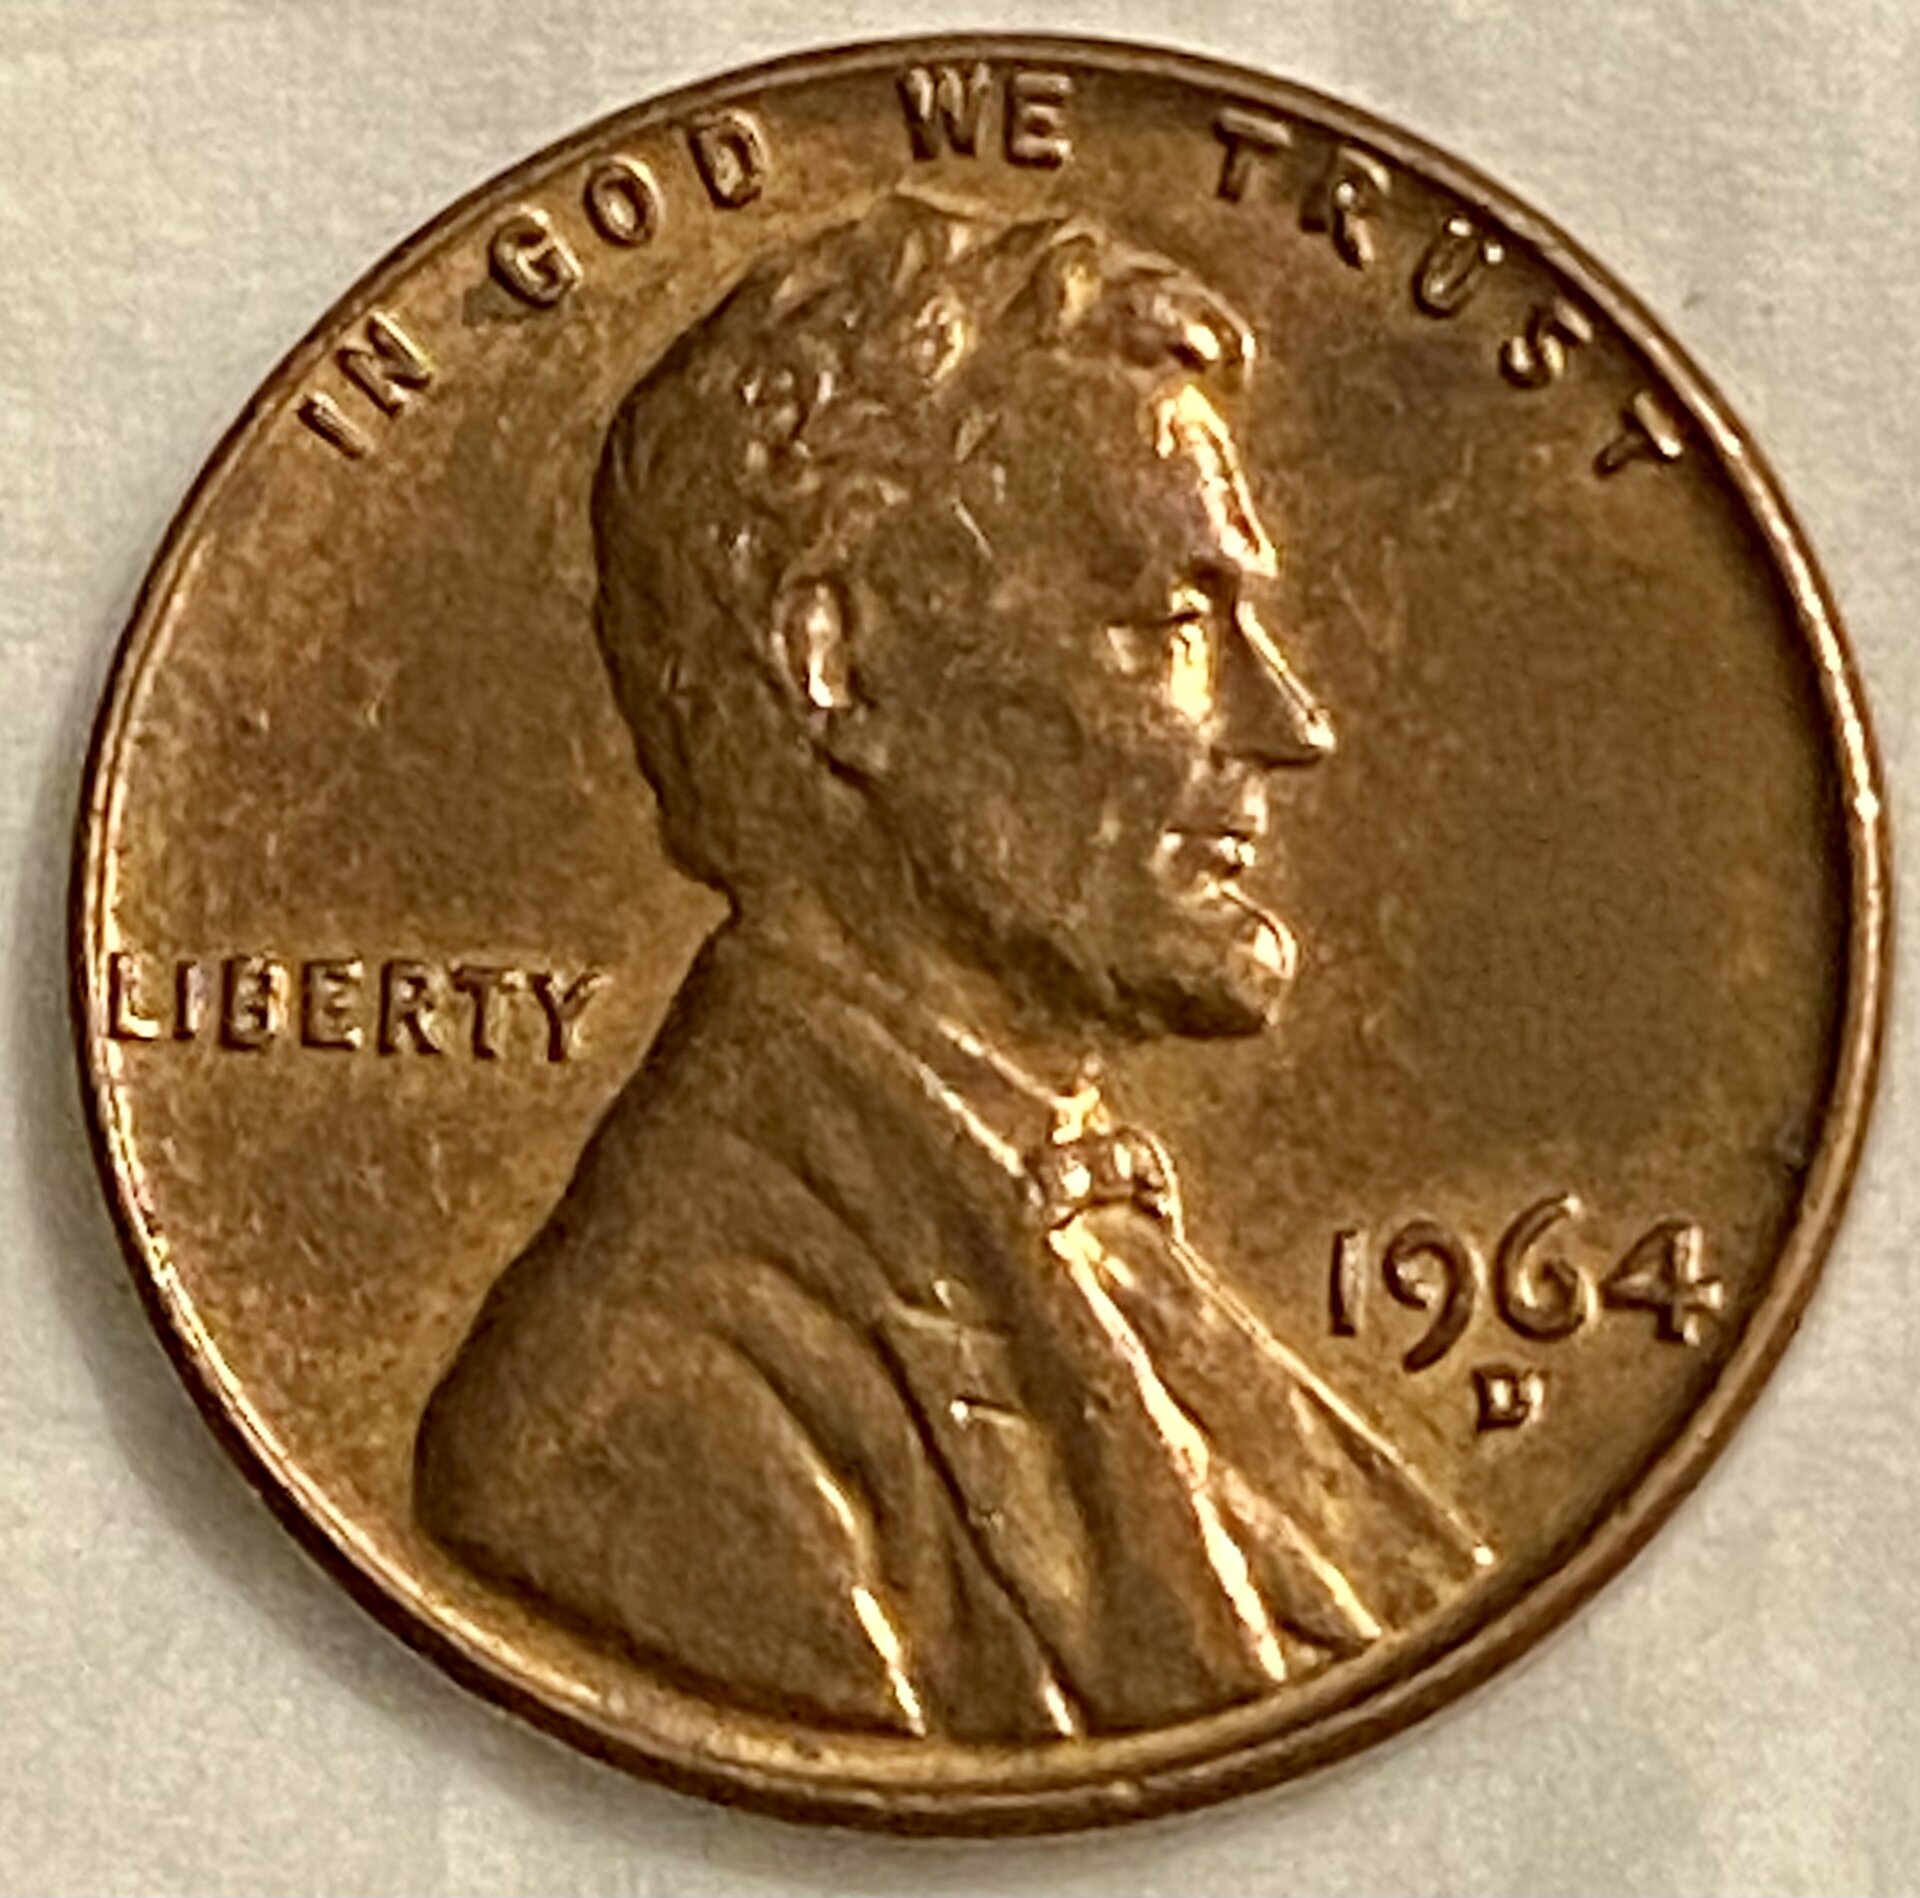 IN GOD WE TRUST
LIBERTY
1964
D